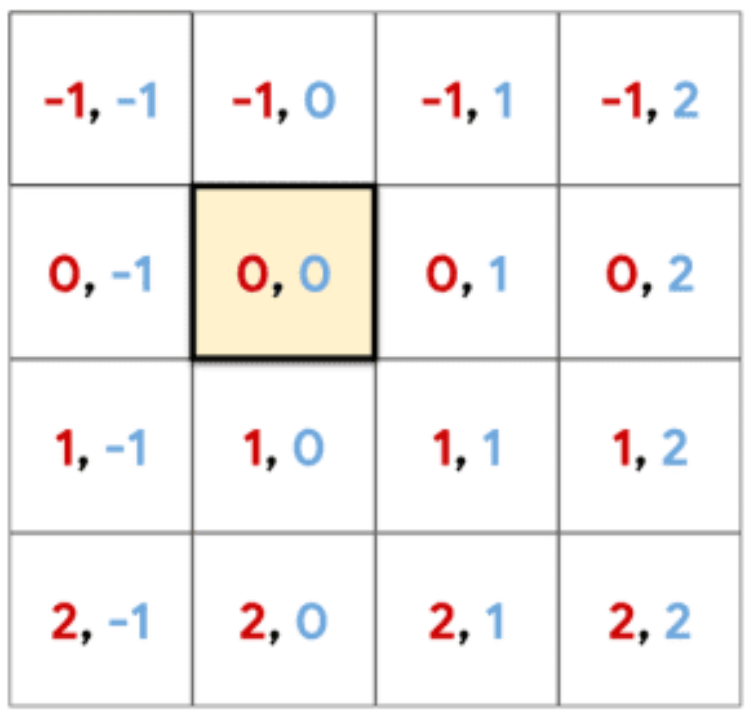 -1, -1 -1, 0 -1, 1 -1, 2
0, -1 0, 0 0, 1 0, 2
1, -1 1, 0 1, 1 1, 2
2, -1 2, 0 2, 1 2, 2